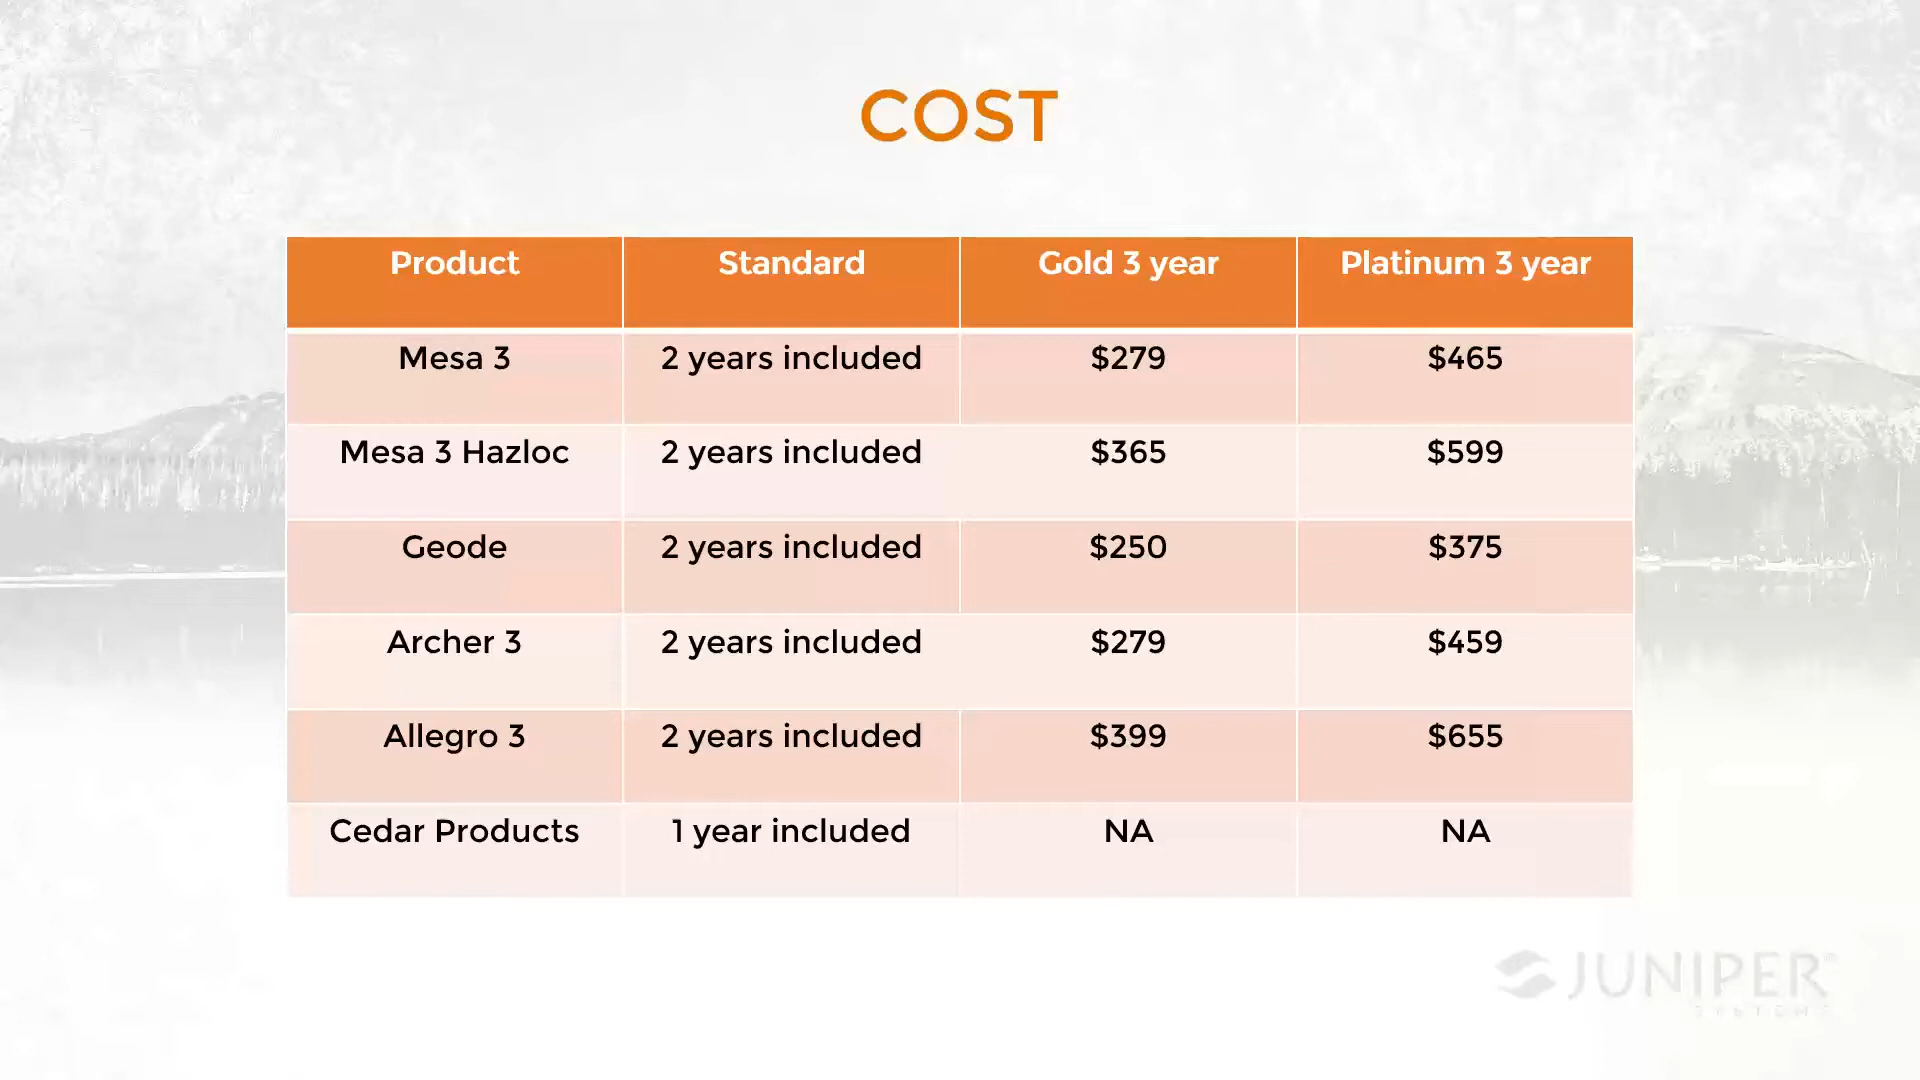 COST
Product Standard Gold 3 year Platinum 3 year
Mesa 3 2 years included $279 $465
Mesa 3 Hazloc 2 years included $365 $599
Geode 2 years included $250 $375
Archer 3 2 years included $279 $459
Allegro 3 2 years included $399 $655
Cedar Products 1 year included NA NA
JUNIPER
SYSTEMS